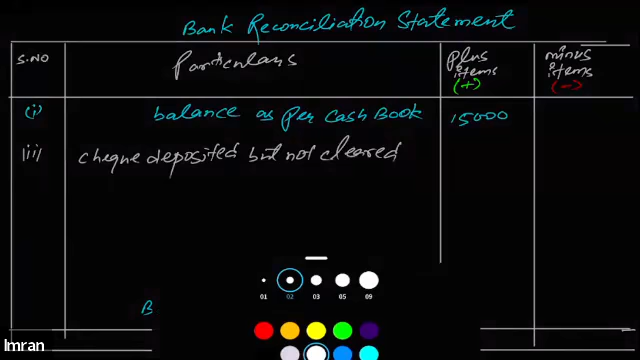 Bank Reconciliation Statement
S.NO Particulars plus items (+) minus items (-)
(i) balance as per Cash Book 15000
(ii) cheque deposited but not cleared
B
01 02 03 05 09
Imran